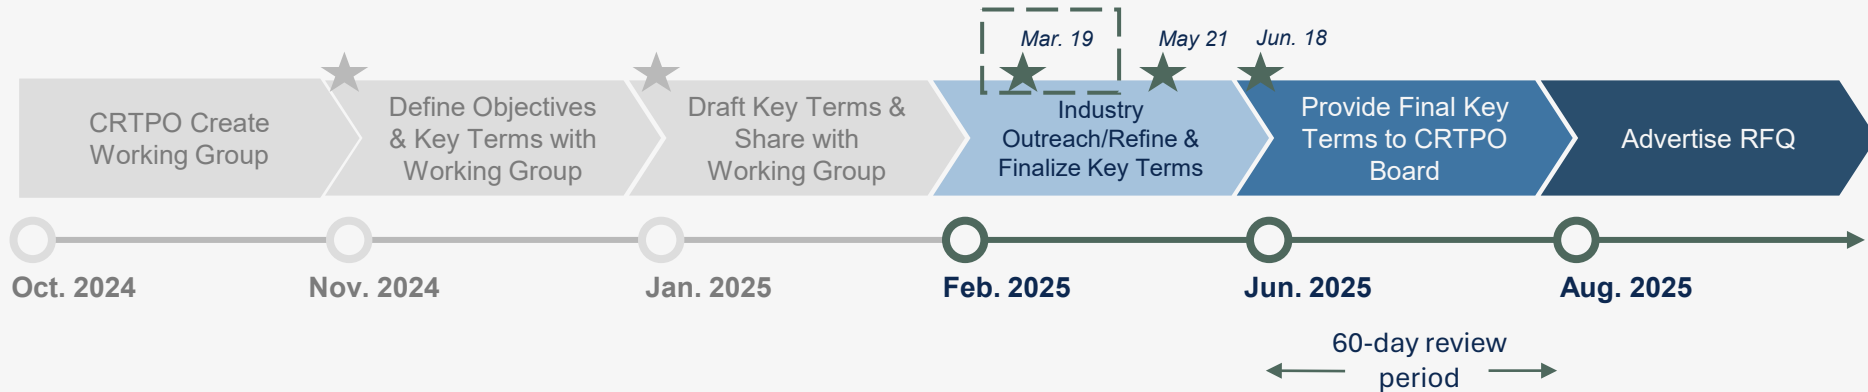 Mar. 19
May 21
Jun. 18
CRTPO Create
Working Group
Define Objectives
& Key Terms with
Working Group
Draft Key Terms &
Share with
Working Group
Industry
Outreach/Refine &
Finalize Key Terms
Provide Final Key
Terms to CRTPO
Board
Advertise RFQ
Oct. 2024
Nov. 2024
Jan. 2025
Feb. 2025
Jun. 2025
Aug. 2025
60-day review
period